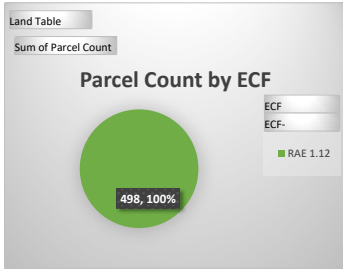 Land Table
Sum of Parcel Count
Parcel Count by ECF
ECF
ECF-
RAE 1.12
498, 100%